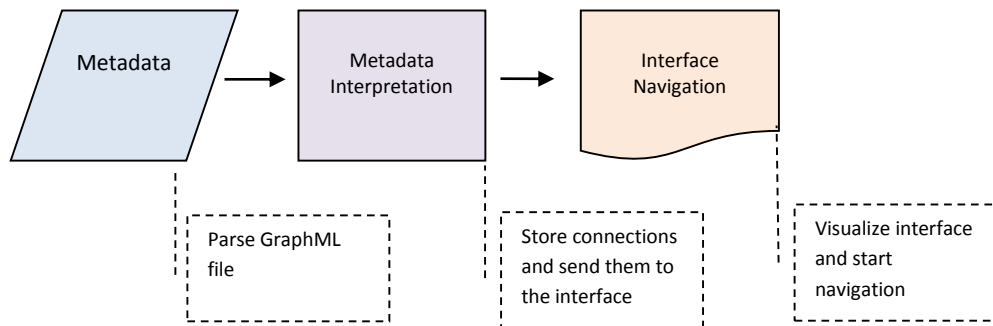 Metadata
Metadata
Interpretation
Interface
Navigation
Parse GraphML
file
Store connections
and send them to
the interface
Visualize interface
and start
navigation